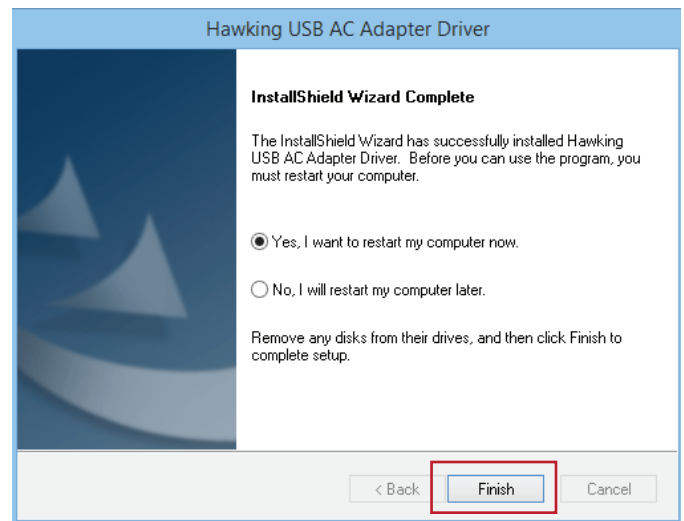 Hawking USB AC Adapter Driver
InstallShield Wizard Complete
The InstallShield Wizard has successfully installed Hawking
USB AC Adapter Driver.  Before you can use the program, you
must restart your computer.
Yes, I want to restart my computer now.
No, I will restart my computer later.
Remove any disks from their drives, and then click Finish to
complete setup.
< Back Finish Cancel